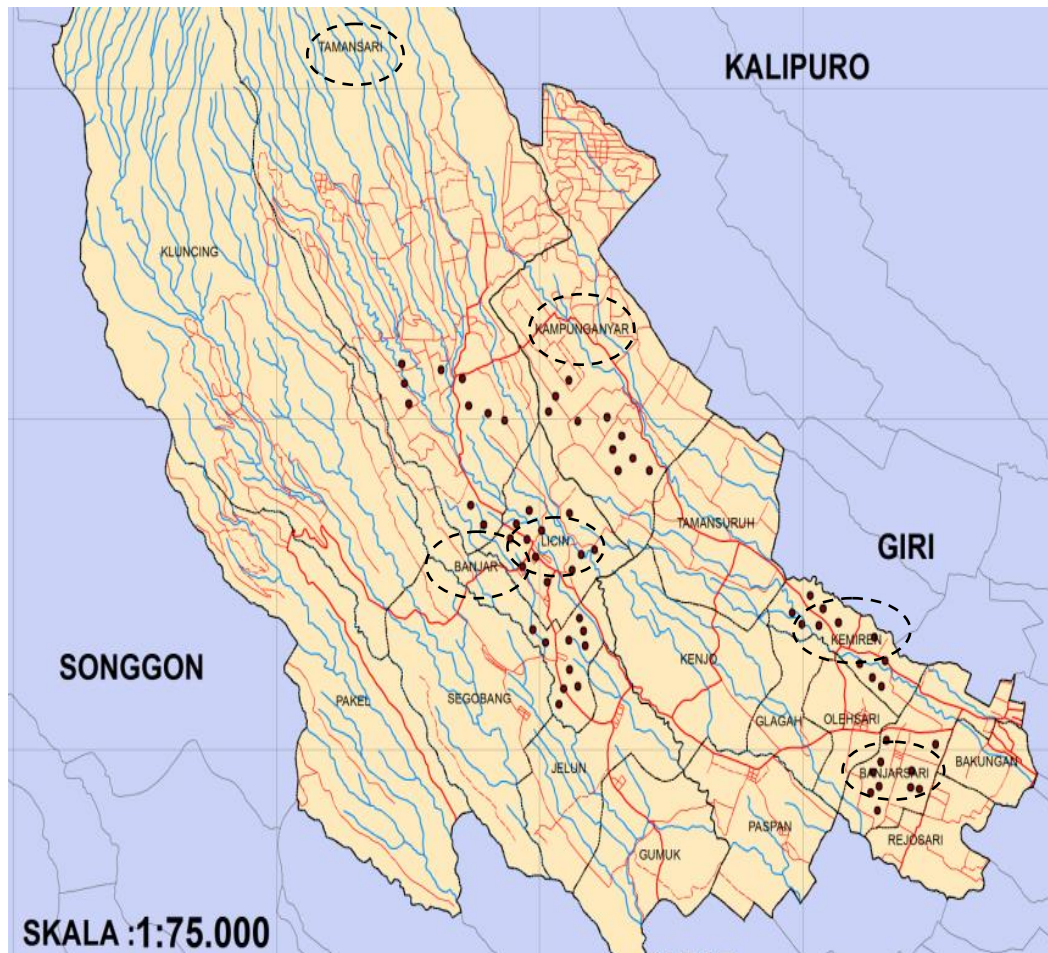 TAMANSARI
KALIPURO
KLUNCING
KAMPUNGANYAR
TAMANSURUH
LICIN
GIRI
BANJAR
KEMIREN
KENJO
SONGGON
SEGOBANG
PAKEL
GLAGAH
OLEHSARI
JELUN
BANJARSARI
BAKUNGAN
PASPAN
REJOSARI
GUMUK
SKALA :1:75.000